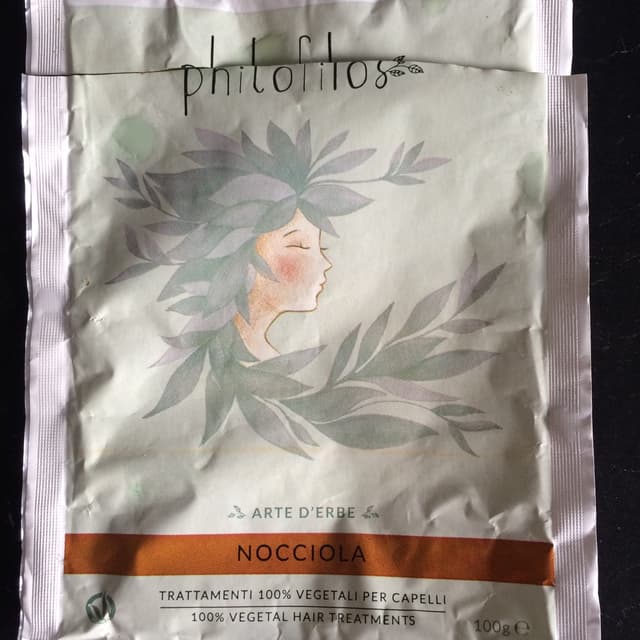 philofilos
ARTE D'ERBE
NOCCIOLA
TRATTAMENTI 100% VEGETALI PER CAPELLI
100% VEGETAL HAIR TREATMENTS
100g ℮